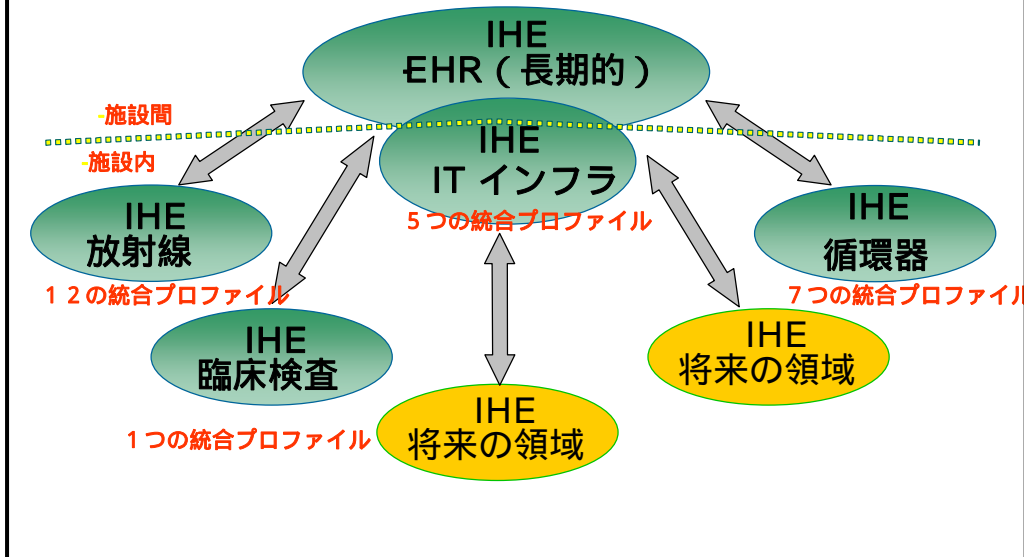 IHE
EHR（長期的）
-施設間
IHE
-施設内
IT インフラ
5つの統合プロファイル
IHE
放射線
12の統合プロファイル
IHE
循環器
7つの統合プロファイル
IHE
臨床検査
1つの統合プロファイル
IHE
将来の領域
IHE
将来の領域